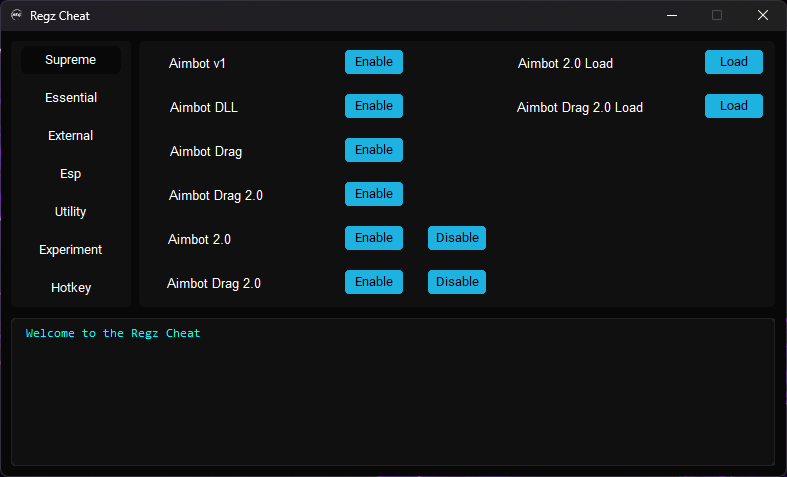 Regz Cheat
Supreme
Essential
External
Esp
Utility
Experiment
Hotkey
Aimbot v1 Enable Aimbot 2.0 Load Load
Aimbot DLL Enable Aimbot Drag 2.0 Load Load
Aimbot Drag Enable
Aimbot Drag 2.0 Enable
Aimbot 2.0 Enable Disable
Aimbot Drag 2.0 Enable Disable
Welcome to the Regz Cheat